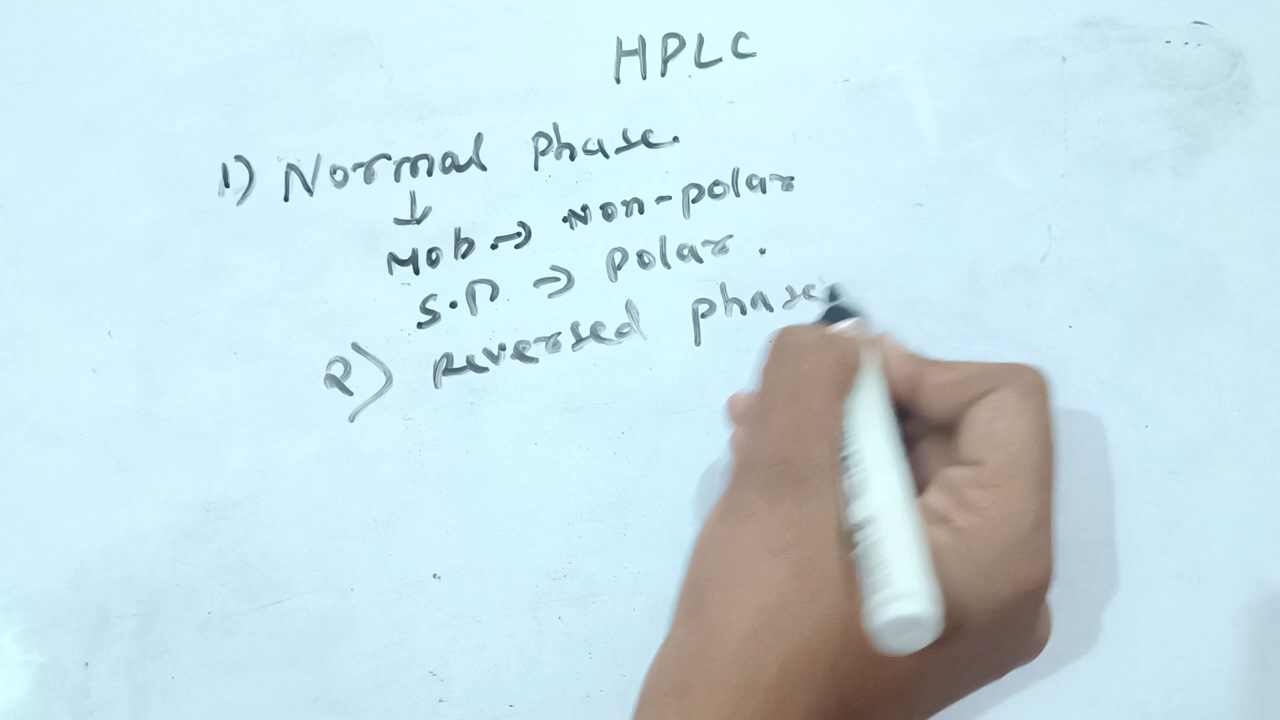 HPLC
1) Normal phase.
↓
Mob → Non-polar
S.P → polar.
2) Reversed phase